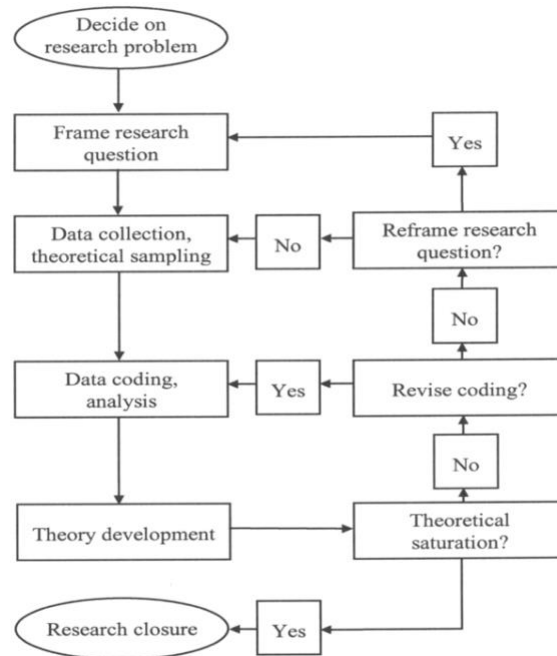 Decide on
research problem
Frame research
question
Yes
Data collection,
theoretical sampling
No
Reframe research
question?
No
Data coding,
analysis
Yes
Revise coding?
No
Theory development
Theoretical
saturation?
Research closure
Yes